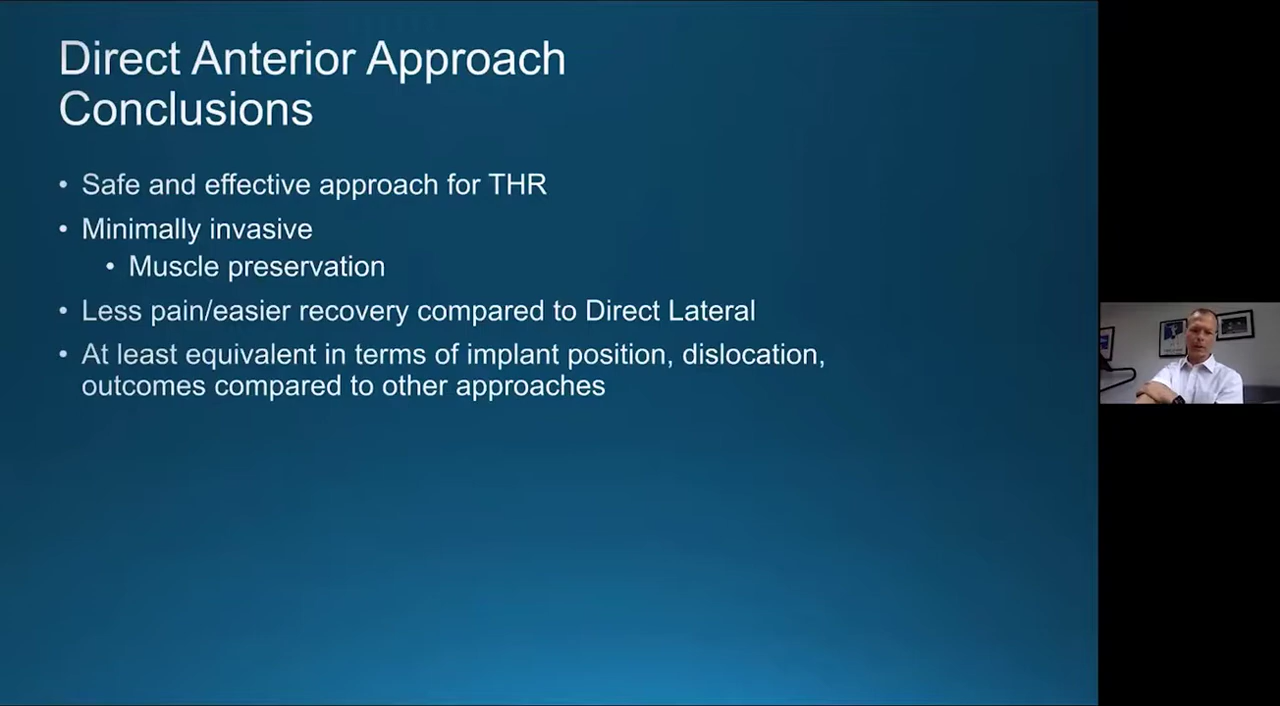 Direct Anterior Approach
Conclusions
• Safe and effective approach for THR
• Minimally invasive
• Muscle preservation
• Less pain/easier recovery compared to Direct Lateral
• At least equivalent in terms of implant position, dislocation,
outcomes compared to other approaches